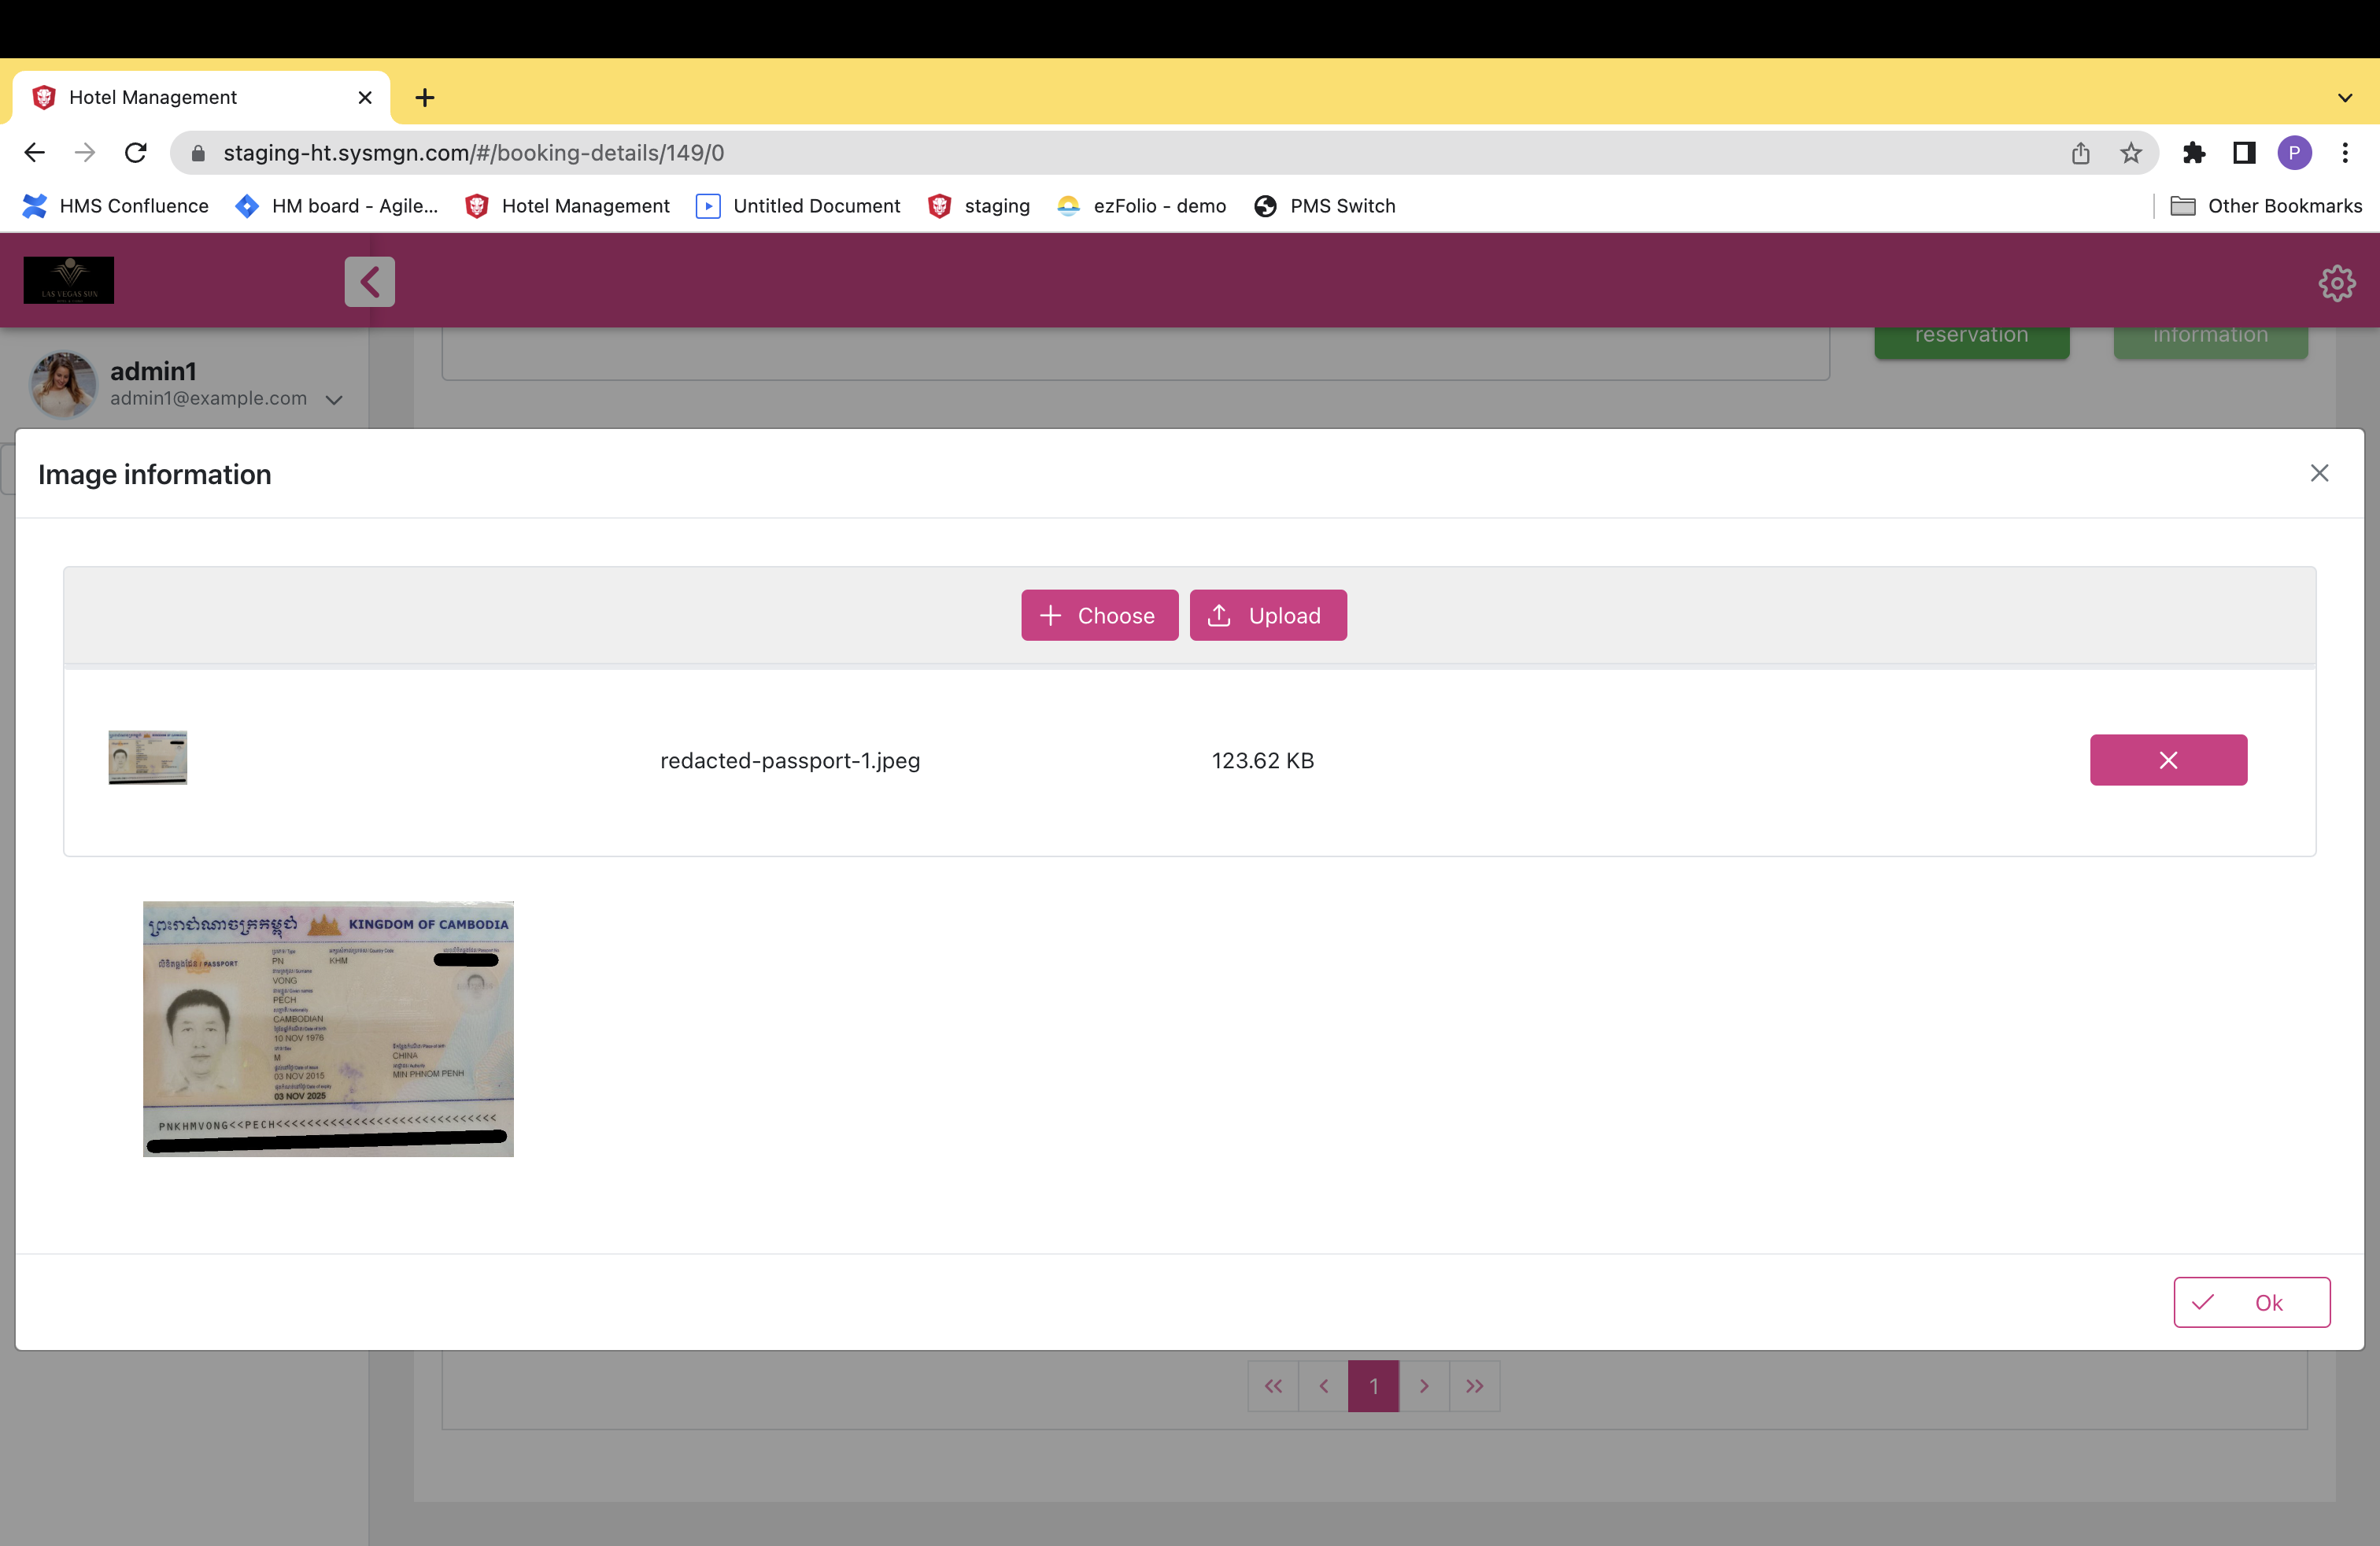 Hotel Management
staging-ht.sysmgn.com/#/booking-details/149/0
P
HMS Confluence
HM board - Agile...
Hotel Management
Untitled Document
staging
ezFolio - demo
PMS Switch
Other Bookmarks
LAS VEGAS SUN
reservation
information
admin1
admin1@example.com
Image information
Choose
Upload
redacted-passport-1.jpeg
123.62 KB
ព្រះរាជាណាចក្រកម្ពុជា KINGDOM OF CAMBODIA
លិខិតឆ្លងដែន / PASSPORT
PN
KHM
VONG
PECH
CAMBODIAN
10 NOV 1976
M
CHINA
03 NOV 2015
MIN PHNOM PENH
03 NOV 2025
PNKHMVONG<<PECH<<<<<<<<<<<<<<<<<<<<<<<<<<<<<
Ok
1